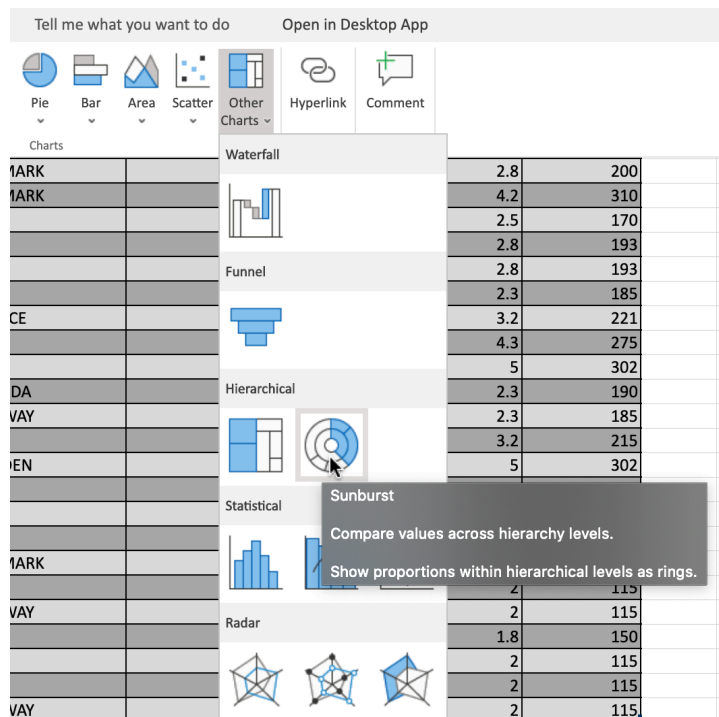 Tell me what you want to do Open in Desktop App
Pie Bar Area Scatter Other Charts Hyperlink Comment
Charts
Waterfall
Funnel
Hierarchical
Statistical
Radar
Sunburst
Compare values across hierarchy levels.
Show proportions within hierarchical levels as rings.
MARK 2.8 200
MARK 4.2 310
2.5 170
2.8 193
2.8 193
2.3 185
CE 3.2 221
4.3 275
5 302
DA 2.3 190
WAY 2.3 185
3.2 215
DEN 5 302
MARK
2 115
WAY 2 115
1.8 150
2 115
2 115
WAY 2 115